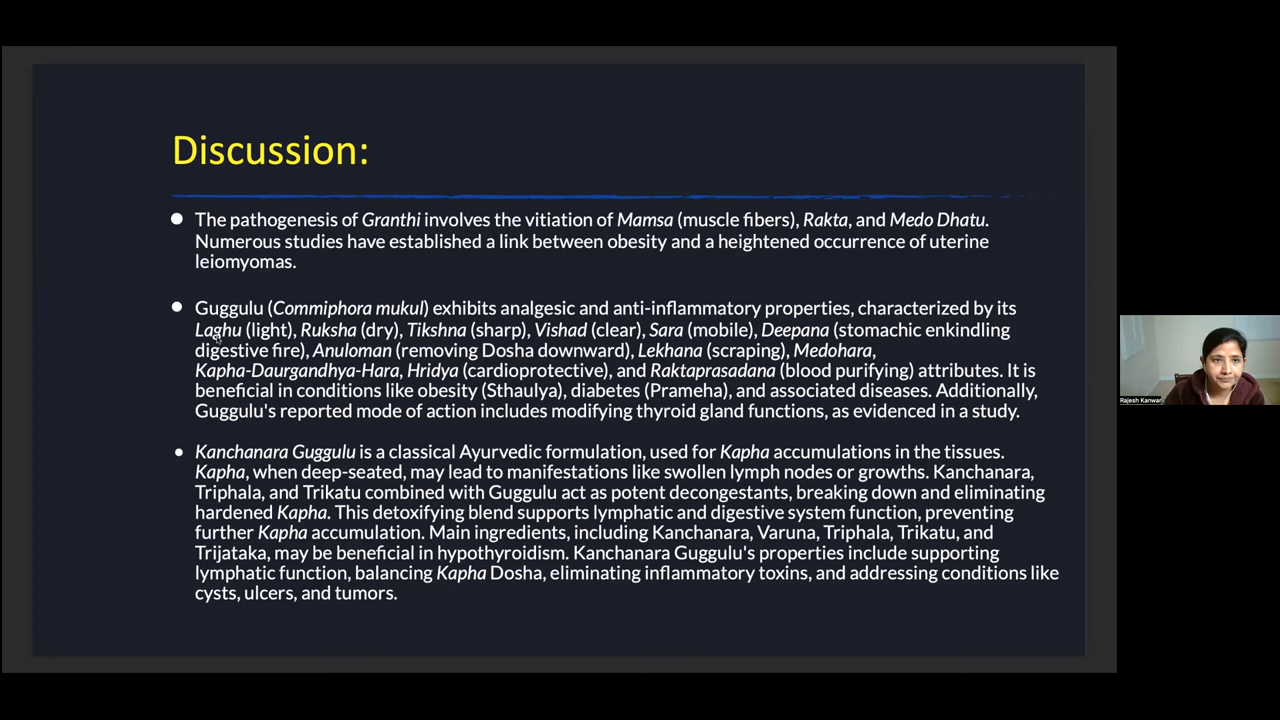 Discussion:
The pathogenesis of Granthi involves the vitiation of Mamsa (muscle fibers), Rakta, and Medo Dhatu.
Numerous studies have established a link between obesity and a heightened occurrence of uterine
leiomyomas.
Guggulu (Commiphora mukul) exhibits analgesic and anti-inflammatory properties, characterized by its
Laghu (light), Ruksha (dry), Tikshna (sharp), Vishad (clear), Sara (mobile), Deepana (stomachic enkindling
digestive fire), Anuloman (removing Dosha downward), Lekhana (scraping), Medohara,
Kapha-Daurgandhya-Hara, Hridya (cardioprotective), and Raktaprasadana (blood purifying) attributes. It is
beneficial in conditions like obesity (Sthaulya), diabetes (Prameha), and associated diseases. Additionally,
Guggulu's reported mode of action includes modifying thyroid gland functions, as evidenced in a study.
Kanchanara Guggulu is a classical Ayurvedic formulation, used for Kapha accumulations in the tissues.
Kapha, when deep-seated, may lead to manifestations like swollen lymph nodes or growths. Kanchanara,
Triphala, and Trikatu combined with Guggulu act as potent decongestants, breaking down and eliminating
hardened Kapha. This detoxifying blend supports lymphatic and digestive system function, preventing
further Kapha accumulation. Main ingredients, including Kanchanara, Varuna, Triphala, Trikatu, and
Trijataka, may be beneficial in hypothyroidism. Kanchanara Guggulu's properties include supporting
lymphatic function, balancing Kapha Dosha, eliminating inflammatory toxins, and addressing conditions like
cysts, ulcers, and tumors.
Rajesh Kanwar